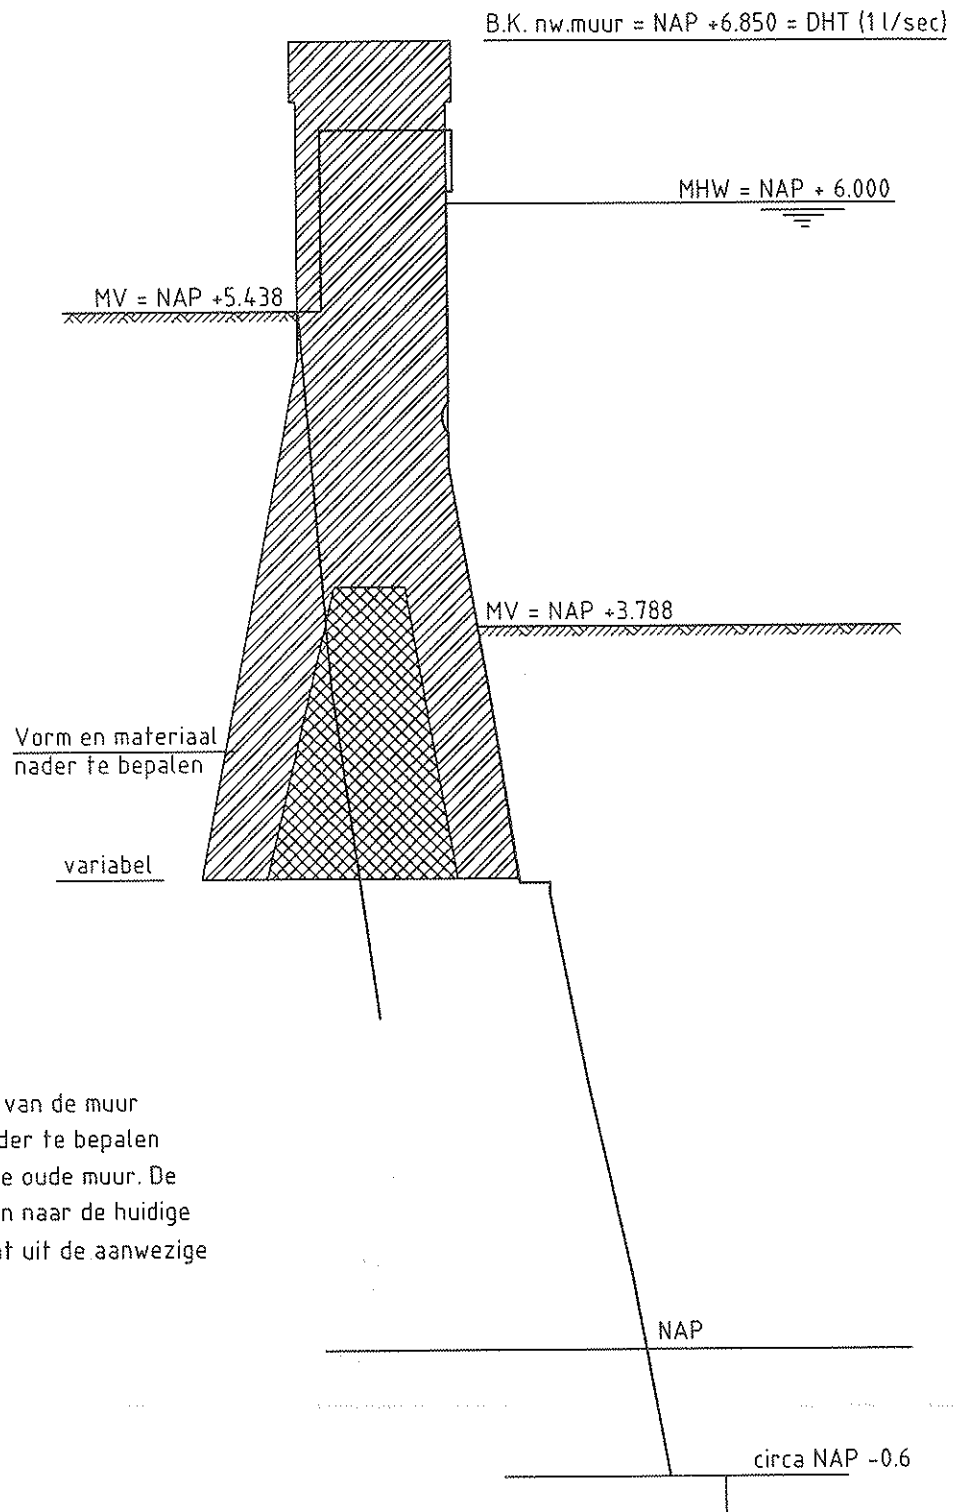 B.K. nw.muur = NAP +6.850 = DHT (1 l/sec)
MHW = NAP + 6.000
MV = NAP +5.438
MV = NAP +3.788
Vorm en materiaal
nader te bepalen
variabel
van de muur
der te bepalen
e oude muur. De
n naar de huidige
t uit de aanwezige
NAP
circa NAP -0.6